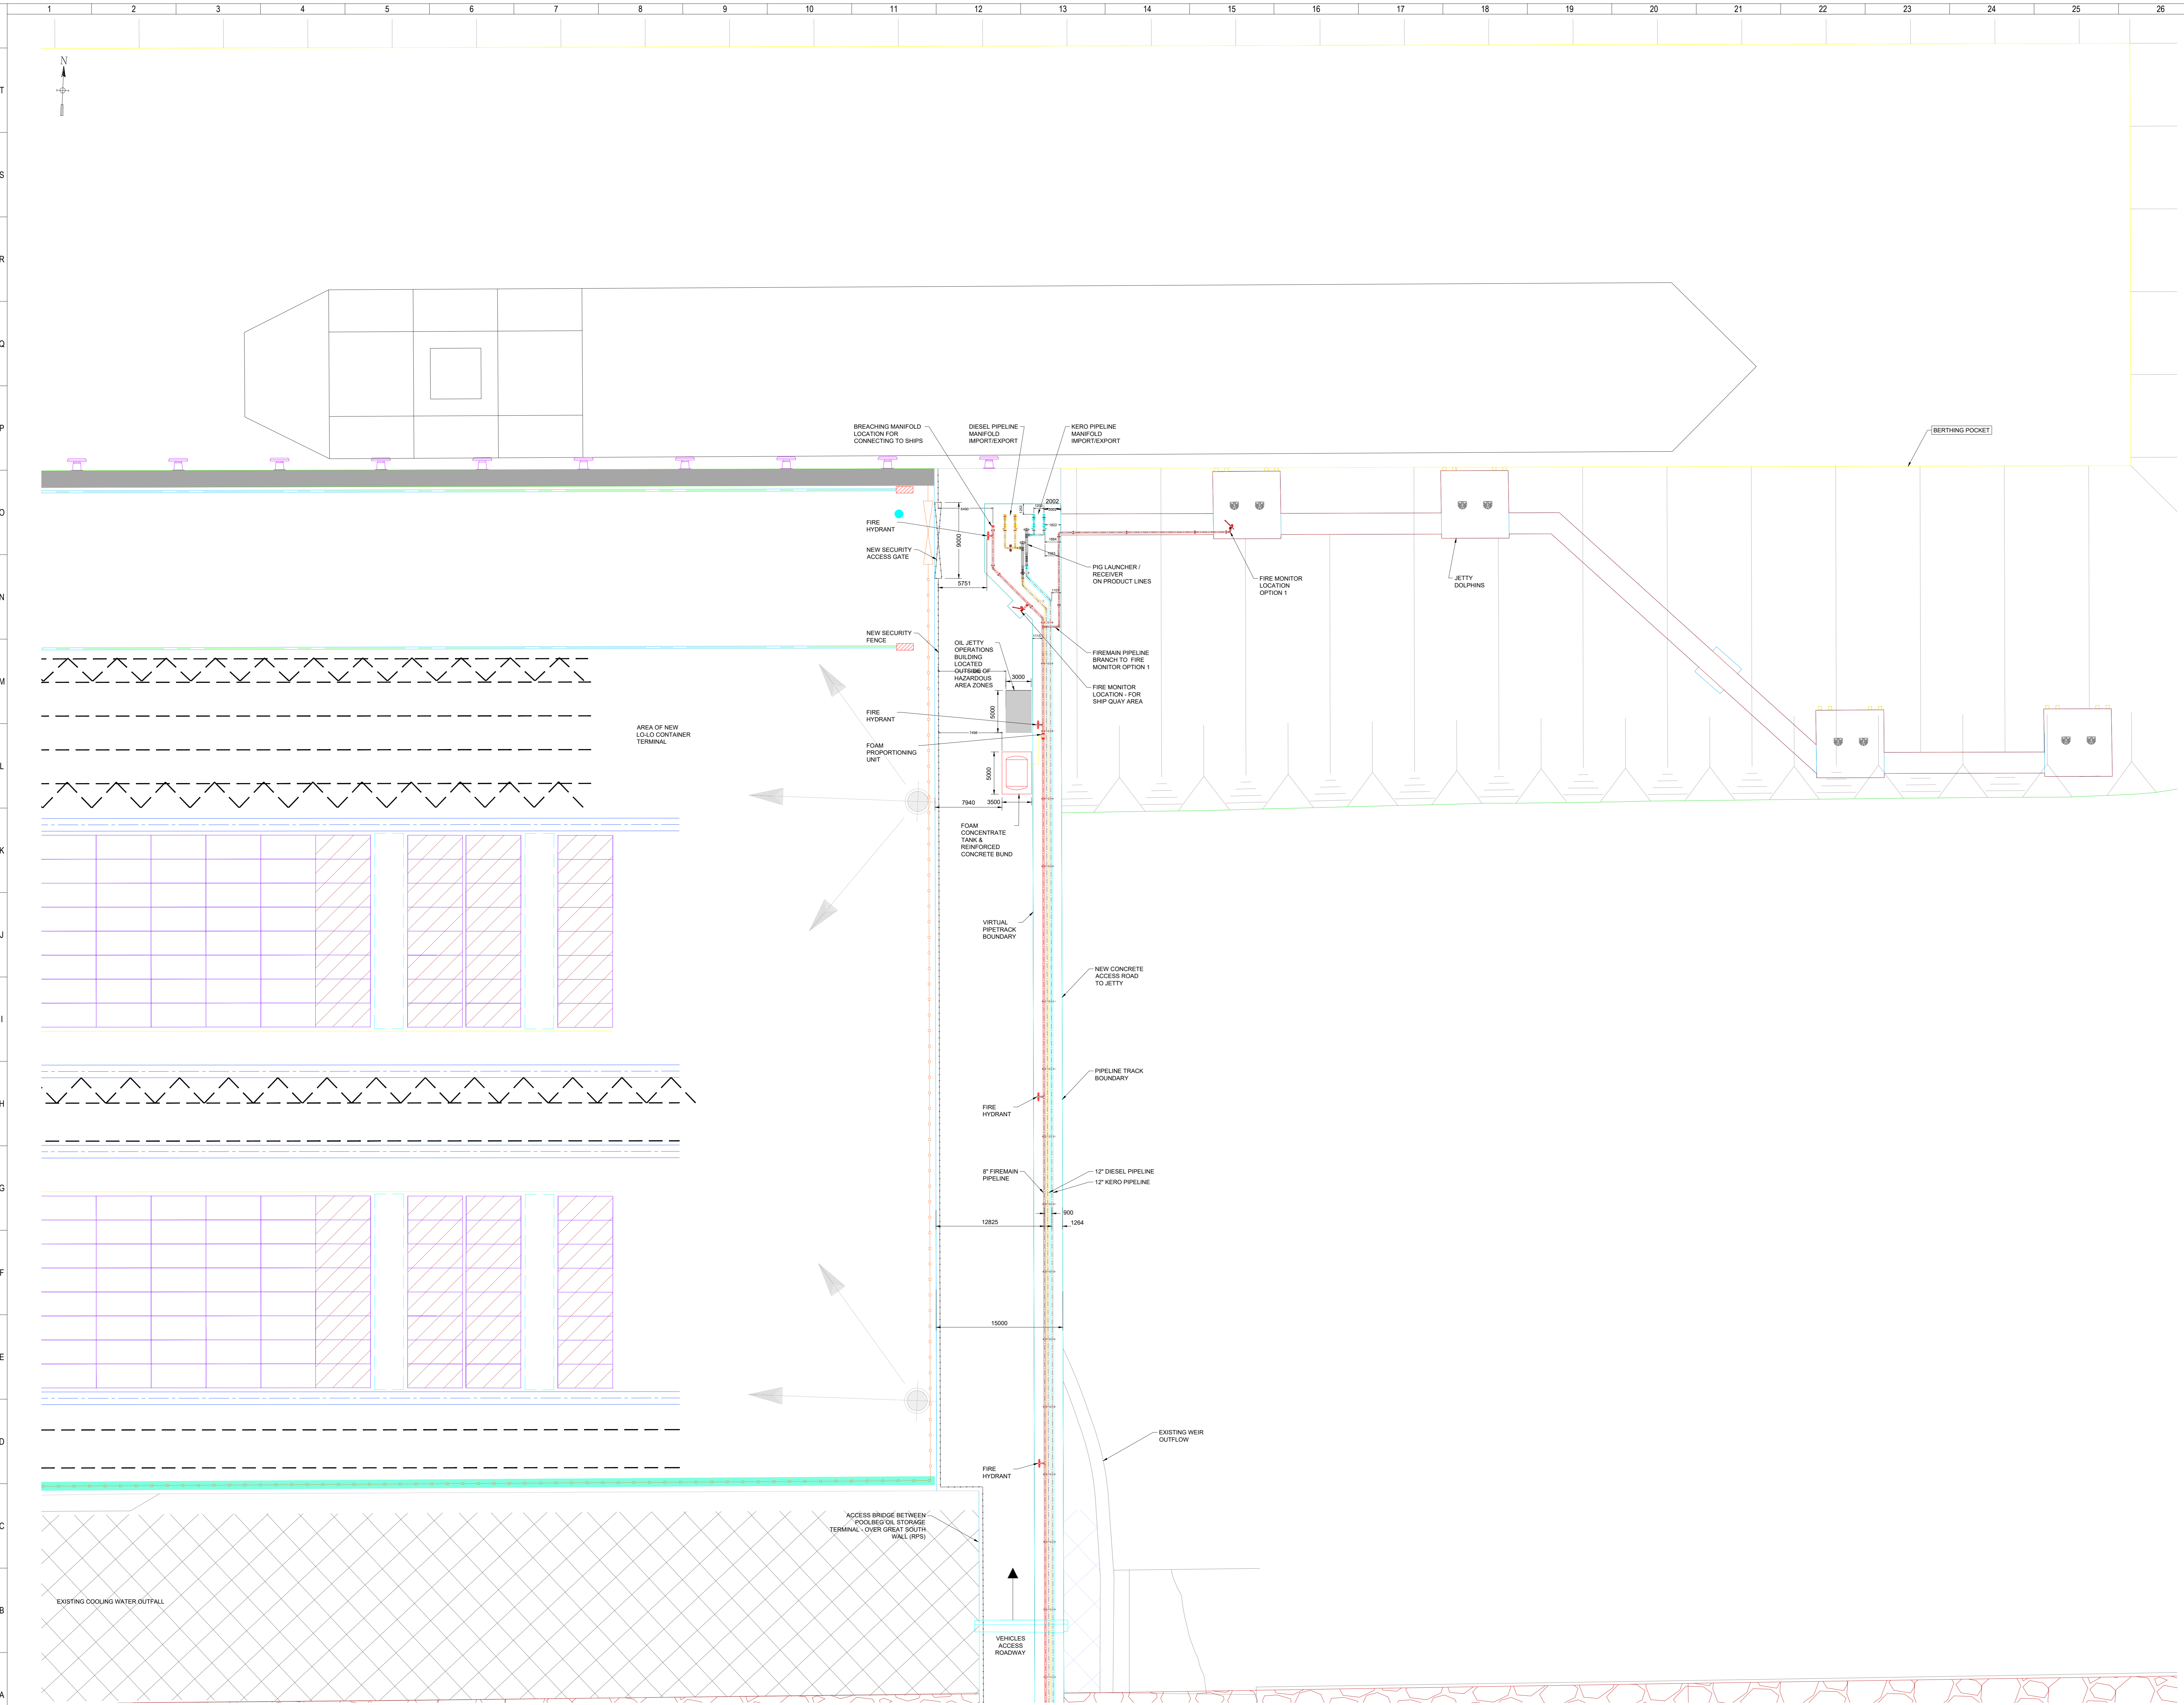 1 2 3 4 5 6 7 8 9 10 11 12 13 14 15 16 17 18 19 20 21 22 23 24 25 26
T
S
R
Q
P
O
N
M
L
K
J
I
H
G
F
E
D
C
B
A
N
BREACHING MANIFOLD
LOCATION FOR
CONNECTING TO SHIPS
DIESEL PIPELINE
MANIFOLD
IMPORT/EXPORT
KERO PIPELINE
MANIFOLD
IMPORT/EXPORT
BERTHING POCKET
2002
FIRE
HYDRANT
9000
NEW SECURITY
ACCESS GATE
5751
PIG LAUNCHER /
RECEIVER
ON PRODUCT LINES
FIRE MONITOR
LOCATION
OPTION 1
JETTY
DOLPHINS
NEW SECURITY
FENCE
OIL JETTY
OPERATIONS
BUILDING
LOCATED
OUTSIDE OF
HAZARDOUS
AREA ZONES
FIREMAIN PIPELINE
BRANCH TO FIRE
MONITOR OPTION 1
3000
FIRE MONITOR
LOCATION - FOR
SHIP QUAY AREA
5000
FIRE
HYDRANT
AREA OF NEW
LO-LO CONTAINER
TERMINAL
FOAM
PROPORTIONING
UNIT
5000
7940
3500
FOAM
CONCENTRATE
TANK &
REINFORCED
CONCRETE BUND
VIRTUAL
PIPETRACK
BOUNDARY
NEW CONCRETE
ACCESS ROAD
TO JETTY
PIPELINE TRACK
BOUNDARY
FIRE
HYDRANT
8" FIREMAIN
PIPELINE
12" DIESEL PIPELINE
12" KERO PIPELINE
900
12825
1264
15000
EXISTING WEIR
OUTFLOW
FIRE
HYDRANT
ACCESS BRIDGE BETWEEN
POOLBEG OIL STORAGE
TERMINAL - OVER GREAT SOUTH
WALL (RPS)
EXISTING COOLING WATER OUTFALL
VEHICLES
ACCESS
ROADWAY